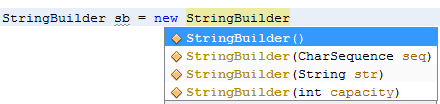 StringBuilder sb = new StringBuilder
StringBuilder()
StringBuilder(CharSequence seq)
StringBuilder(String str)
StringBuilder(int capacity)